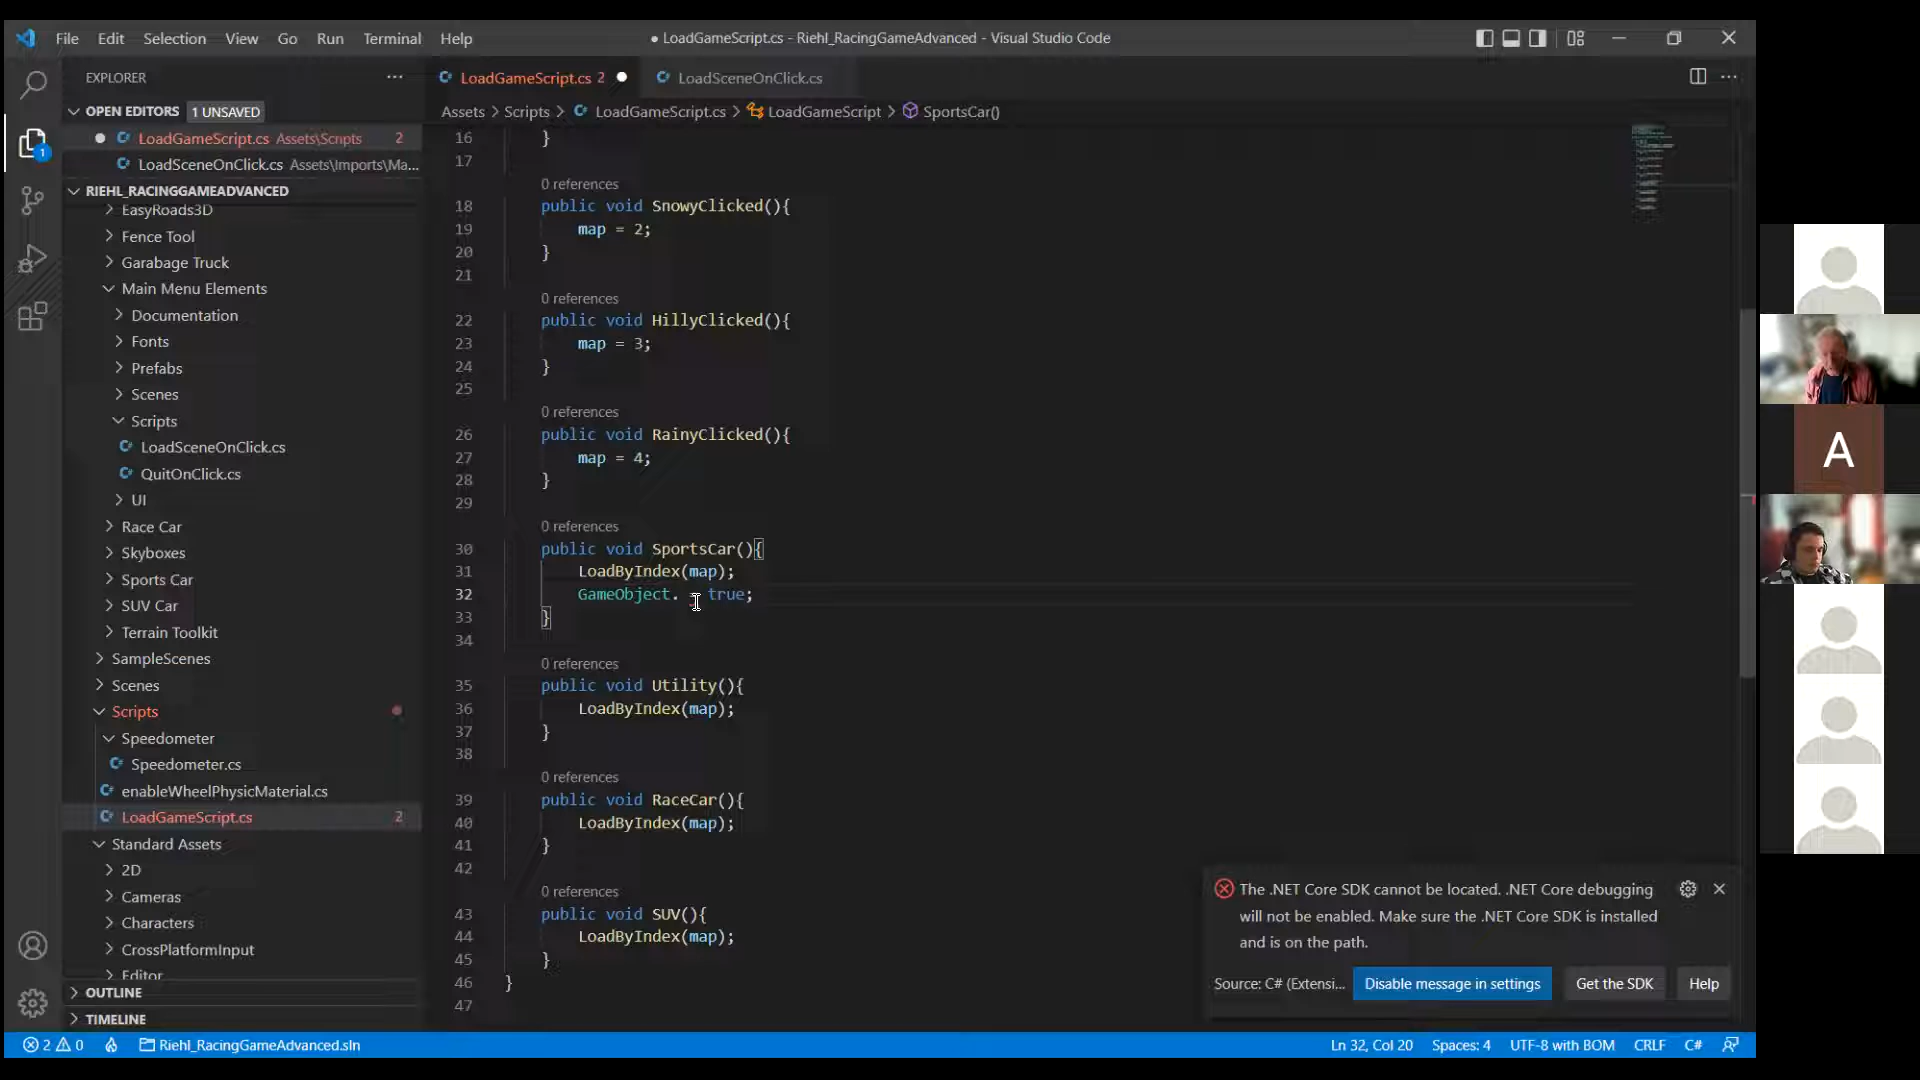 File Edit Selection View Go Run Terminal Help
● LoadGameScript.cs - Riehl_RacingGameAdvanced - Visual Studio Code
EXPLORER
LoadGameScript.cs 2
LoadSceneOnClick.cs
OPEN EDITORS 1 UNSAVED
Assets > Scripts > LoadGameScript.cs > LoadGameScript > SportsCar()
LoadGameScript.cs Assets\Scripts 2
LoadSceneOnClick.cs Assets\Imports\Ma...
RIEHL_RACINGGAMEADVANCED
EasyRoads3D
Fence Tool
Garabage Truck
Main Menu Elements
Documentation
Fonts
Prefabs
Scenes
Scripts
LoadSceneOnClick.cs
QuitOnClick.cs
UI
Race Car
Skyboxes
Sports Car
SUV Car
Terrain Toolkit
SampleScenes
Scenes
Scripts
Speedometer
Speedometer.cs
enableWheelPhysicMaterial.cs
LoadGameScript.cs 2
Standard Assets
2D
Cameras
Characters
CrossPlatformInput
Editor
OUTLINE
TIMELINE
16 }
17
0 references
18 public void SnowyClicked(){
19 map = 2;
20 }
21
0 references
22 public void HillyClicked(){
23 map = 3;
24 }
25
0 references
26 public void RainyClicked(){
27 map = 4;
28 }
29
0 references
30 public void SportsCar(){
31 LoadByIndex(map);
32 GameObject. true;
33 }
34
0 references
35 public void Utility(){
36 LoadByIndex(map);
37 }
38
0 references
39 public void RaceCar(){
40 LoadByIndex(map);
41 }
42
0 references
43 public void SUV(){
44 LoadByIndex(map);
45 }
46 }
47
The .NET Core SDK cannot be located. .NET Core debugging
will not be enabled. Make sure the .NET Core SDK is installed
and is on the path.
Source: C# (Extensi... Disable message in settings Get the SDK Help
1
A
2 0 Riehl_RacingGameAdvanced.sln Ln 32, Col 20 Spaces: 4 UTF-8 with BOM CRLF C#